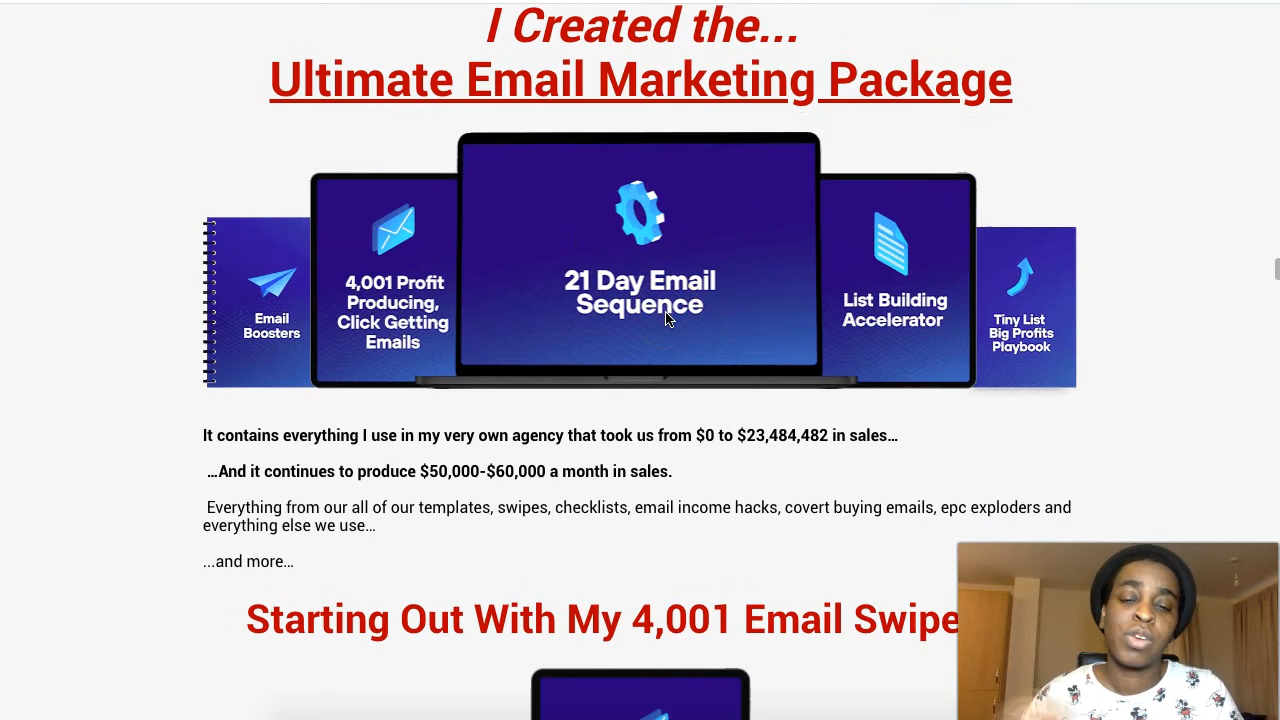 I Created the...
Ultimate Email Marketing Package
Email
Boosters
4,001 Profit
Producing,
Click Getting
Emails
21 Day Email
Sequence
List Building
Accelerator
Tiny List
Big Profits
Playbook
It contains everything I use in my very own agency that took us from $0 to $23,484,482 in sales...
...And it continues to produce $50,000-$60,000 a month in sales.
Everything from our all of our templates, swipes, checklists, email income hacks, covert buying emails, epc exploders and
everything else we use...
...and more...
Starting Out With My 4,001 Email Swipe